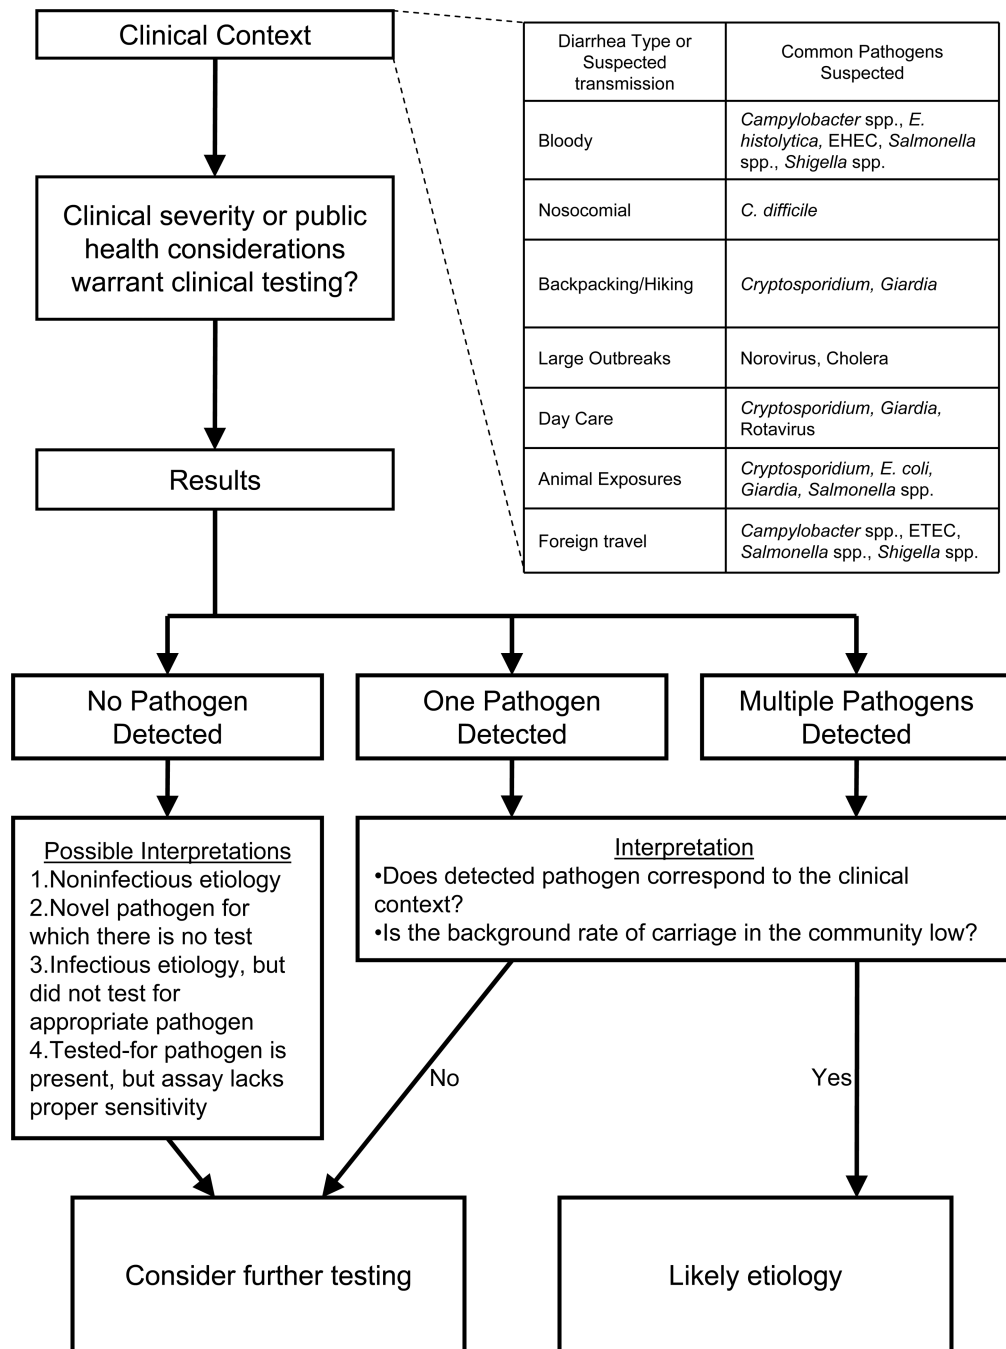 Clinical Context
Clinical severity or public
health considerations
warrant clinical testing?
Results
Diarrhea Type or
Suspected
transmission
Common Pathogens
Suspected
Bloody
Campylobacter spp., E.
histolytica, EHEC, Salmonella
spp., Shigella spp.
Nosocomial
C. difficile
Backpacking/Hiking
Cryptosporidium, Giardia
Large Outbreaks
Norovirus, Cholera
Day Care
Cryptosporidium, Giardia,
Rotavirus
Animal Exposures
Cryptosporidium, E. coli,
Giardia, Salmonella spp.
Foreign travel
Campylobacter spp., ETEC,
Salmonella spp., Shigella spp.
No Pathogen
Detected
One Pathogen
Detected
Multiple Pathogens
Detected
Possible Interpretations
1.Noninfectious etiology
2.Novel pathogen for
which there is no test
3.Infectious etiology, but
did not test for
appropriate pathogen
4.Tested-for pathogen is
present, but assay lacks
proper sensitivity
Interpretation
•Does detected pathogen correspond to the clinical
context?
•Is the background rate of carriage in the community low?
No
Yes
Consider further testing
Likely etiology